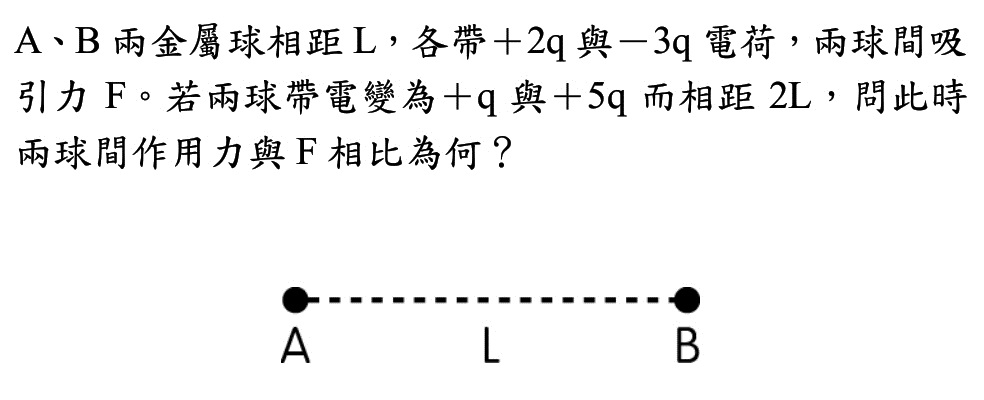 A、B 兩金屬球相距 L，各帶＋2q 與－3q 電荷，兩球間吸
引力 F。若兩球帶電變為＋q 與＋5q 而相距 2L，問此時
兩球間作用力與 F 相比為何？
A L B